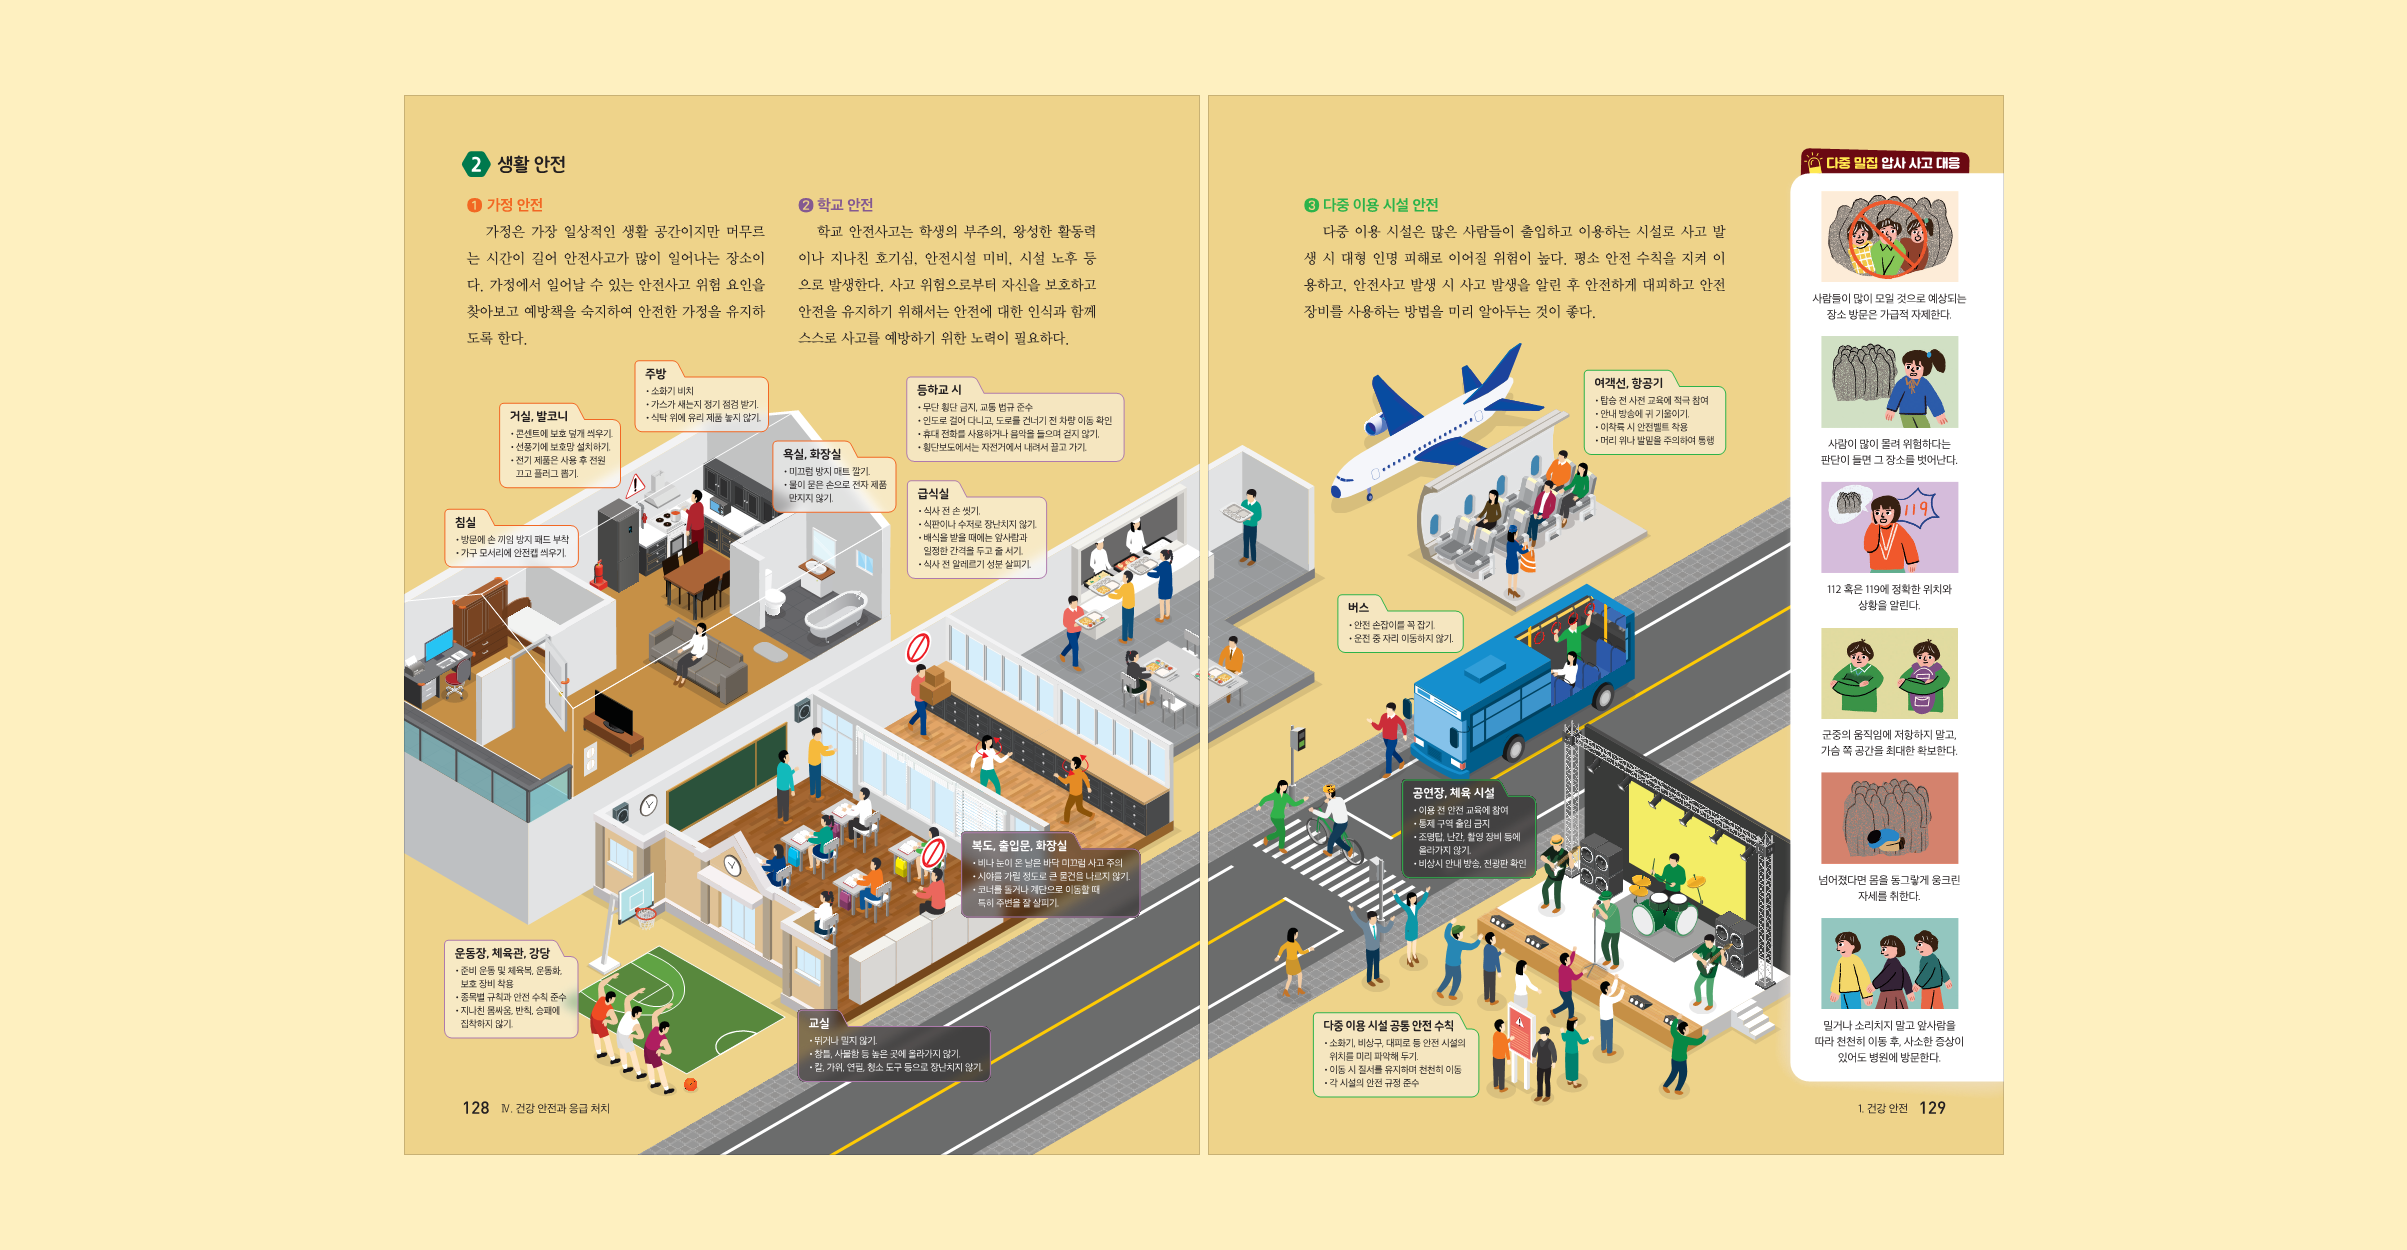 2 생활 안전
1 가정 안전
가정은 가장 일상적인 생활 공간이지만 머무르
는 시간이 길어 안전사고가 많이 일어나는 장소이
다. 가정에서 일어날 수 있는 안전사고 위험 요인을
찾아보고 예방책을 숙지하여 안전한 가정을 유지하
도록 한다.
2 학교 안전
학교 안전사고는 학생의 부주의, 왕성한 활동력
이나 지나친 호기심, 안전시설 미비, 시설 노후 등
으로 발생한다. 사고 위험으로부터 자신을 보호하고
안전을 유지하기 위해서는 안전에 대한 인식과 함께
스스로 사고를 예방하기 위한 노력이 필요하다.
주방
• 소화기 비치
• 가스가 새는지 정기 점검 받기.
• 식탁 위에 유리 제품 놓지 않기.
거실, 발코니
• 콘센트에 보호 덮개 씌우기.
• 선풍기에 보호망 설치하기.
• 전기 제품은 사용 후 전원
끄고 플러그 뽑기.
침실
• 방문에 손 끼임 방지 패드 부착
• 가구 모서리에 안전캡 씌우기.
욕실, 화장실
• 미끄럼 방지 매트 깔기.
• 물이 묻은 손으로 전자 제품
만지지 않기.
등하교 시
• 무단 횡단 금지, 교통 법규 준수
• 인도로 걸어 다니고, 도로를 건너기 전 차량 이동 확인
• 휴대 전화를 사용하거나 음악을 들으며 걷지 않기.
• 횡단보도에서는 자전거에서 내려서 끌고 가기.
급식실
• 식사 전 손 씻기.
• 식판이나 수저로 장난치지 않기.
• 배식을 받을 때에는 앞사람과
일정한 간격을 두고 줄 서기.
• 식사 전 알레르기 성분 살피기.
복도, 출입문, 화장실
• 비나 눈이 온 날은 바닥 미끄럼 사고 주의
• 시야를 가릴 정도로 큰 물건을 나르지 않기.
• 코너를 돌거나 계단으로 이동할 때
특히 주변을 잘 살피기.
운동장, 체육관, 강당
• 준비 운동 및 체육복, 운동화,
보호 장비 착용
• 종목별 규칙과 안전 수칙 준수
• 지나친 몸싸움, 반칙, 승패에
집착하지 않기.
교실
• 뛰거나 밀지 않기.
• 창틀, 사물함 등 높은 곳에 올라가지 않기.
• 칼, 가위, 연필, 청소 도구 등으로 장난치지 않기.
128 Ⅳ. 건강 안전과 응급 처치
3 다중 이용 시설 안전
다중 이용 시설은 많은 사람들이 출입하고 이용하는 시설로 사고 발
생 시 대형 인명 피해로 이어질 위험이 높다. 평소 안전 수칙을 지켜 이
용하고, 안전사고 발생 시 사고 발생을 알린 후 안전하게 대피하고 안전
장비를 사용하는 방법을 미리 알아두는 것이 좋다.
여객선, 항공기
• 탑승 전 사전 교육에 적극 참여
• 안내 방송에 귀 기울이기.
• 이착륙 시 안전벨트 착용
• 머리 위나 발밑을 주의하여 통행
버스
• 안전 손잡이를 꼭 잡기.
• 운전 중 자리 이동하지 않기.
공연장, 체육 시설
• 이용 전 안전 교육에 참여
• 통제 구역 출입 금지
• 조명탑, 난간, 촬영 장비 등에
올라가지 않기.
• 비상시 안내 방송, 전광판 확인
다중 이용 시설 공통 안전 수칙
• 소화기, 비상구, 대피로 등 안전 시설의
위치를 미리 파악해 두기.
• 이동 시 질서를 유지하며 천천히 이동
• 각 시설의 안전 규정 준수
다중 밀집 압사 사고 대응
사람들이 많이 모일 것으로 예상되는
장소 방문은 가급적 자제한다.
사람이 많이 몰려 위험하다는
판단이 들면 그 장소를 벗어난다.
119
112 혹은 119에 정확한 위치와
상황을 알린다.
군중의 움직임에 저항하지 말고,
가슴 쪽 공간을 최대한 확보한다.
넘어졌다면 몸을 동그랗게 웅크린
자세를 취한다.
밀거나 소리치지 말고 앞사람을
따라 천천히 이동 후, 사소한 증상이
있어도 병원에 방문한다.
1. 건강 안전 129